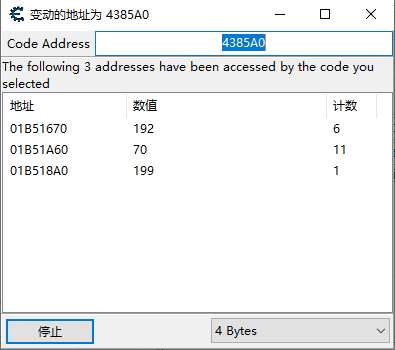 变动的地址为 4385A0
Code Address 4385A0
The following 3 addresses have been accessed by the code you
selected
地址 数值 计数
01B51670 192 6
01B51A60 70 11
01B518A0 199 1
停止 4 Bytes